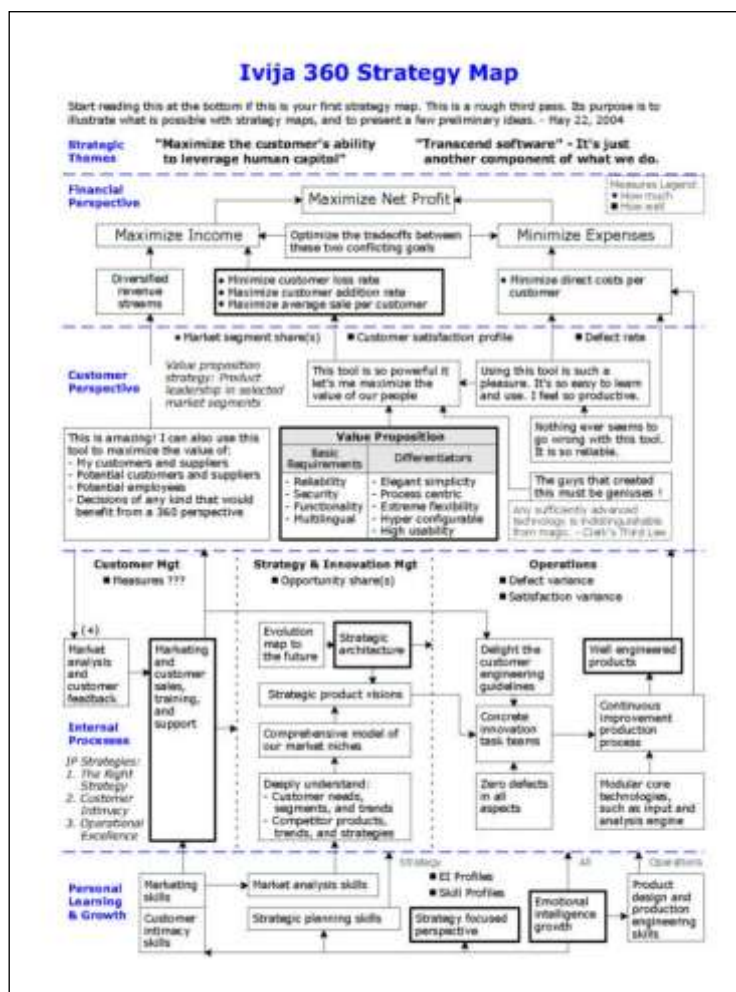 Ivija 360 Strategy Map
Start reading this at the bottom if this is your first strategy map. This is a rough third pass. Its purpose is to
illustrate what is possible with strategy maps, and to present a few preliminary ideas. - May 22, 2004
Strategic
Themes
"Maximize the customer's ability
to leverage human capitol"
"Transcend software" - It's just
another component of what we do.
Financial
Perspective
Measures Legend
● How much
■ How well
Maximize Net Profit
Maximize Income
Optimize the tradeoffs between
these two conflicting goals
Minimize Expenses
Diversified
revenue
streams
● Minimize customer loss rate
● Maximize customer addition rate
● Maximize average sale per customer
● Minimize direct costs per
customer
● Market segment share(s)
■ Customer satisfaction profile
■ Defect rate
Customer
Perspective
Value proposition
strategy: Product
leadership in selected
market segments
This tool is so powerful it
let's me maximize the
value of our people
Using this tool is such a
pleasure. It's so easy to learn
and use. I feel so productive.
Nothing ever seems to
go wrong with this tool.
It is so reliable.
This is amazing! I can also use this
tool to maximize the value of:
- My customers and suppliers
- Potential customers and suppliers
- Potential employees
- Decisions of any kind that would
benefit from a 360 perspective
Value Proposition
Basic
Requirements
Differentiators
- Reliability
- Security
- Functionality
- Multilingual
- Elegant simplicity
- Process centric
- Extreme flexibility
- Hyper configurable
- High usability
The guys that created
this must be geniuses !
Any sufficiently advanced
technology is indistinguishable
from magic. - Clark's Third Law
Customer Mgt
■ Measures ???
Strategy & Innovation Mgt
■ Opportunity share(s)
Operations
■ Defect variance
■ Satisfaction variance
(+)
Market
analysis
and
customer
feedback
Marketing
and
customer
sales,
training,
and
support
Evolution
map to
the future
Strategic
architecture
Delight the
customer
engineering
guidelines
Well engineered
products
Strategic product visions
Concrete
innovation
task teams
Continuous
improvement
production
process
Internal
Processes
Comprehensive model of
our market niches
IP Strategies:
1. The Right
Strategy
2. Customer
Intimacy
3. Operational
Excellence
Deeply understand:
- Customer needs,
segments, and trends
- Competitor products,
trends, and strategies
Zero defects
in all
aspects
Modular core
technologies,
such as input and
analysis engine
Strategy
All
Operations
Personal
Learning
& Growth
Marketing
skills
Customer
intimacy
skills
Market analysis skills
Strategic planning skills
■ EI Profiles
■ Skill Profiles
Strategy focused
perspective
Emotional
intelligence
growth
Product
design and
production
engineering
skills